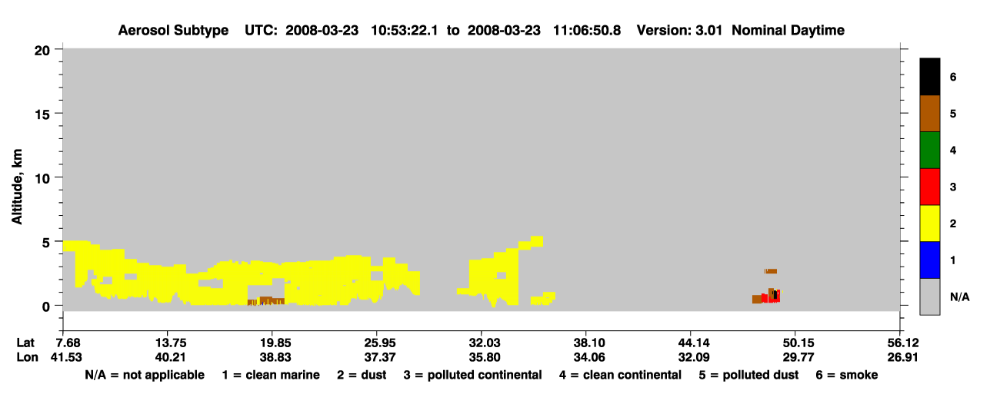 Aerosol Subtype UTC: 2008-03-23 10:53:22.1 to 2008-03-23 11:06:50.8 Version: 3.01 Nominal Daytime
20
15
10
5
0
Altitude, km
6
5
4
3
2
1
N/A
Lat 7.68 13.75 19.85 25.95 32.03 38.10 44.14 50.15 56.12
Lon 41.53 40.21 38.83 37.37 35.80 34.06 32.09 29.77 26.91
N/A = not applicable 1 = clean marine 2 = dust 3 = polluted continental 4 = clean continental 5 = polluted dust 6 = smoke